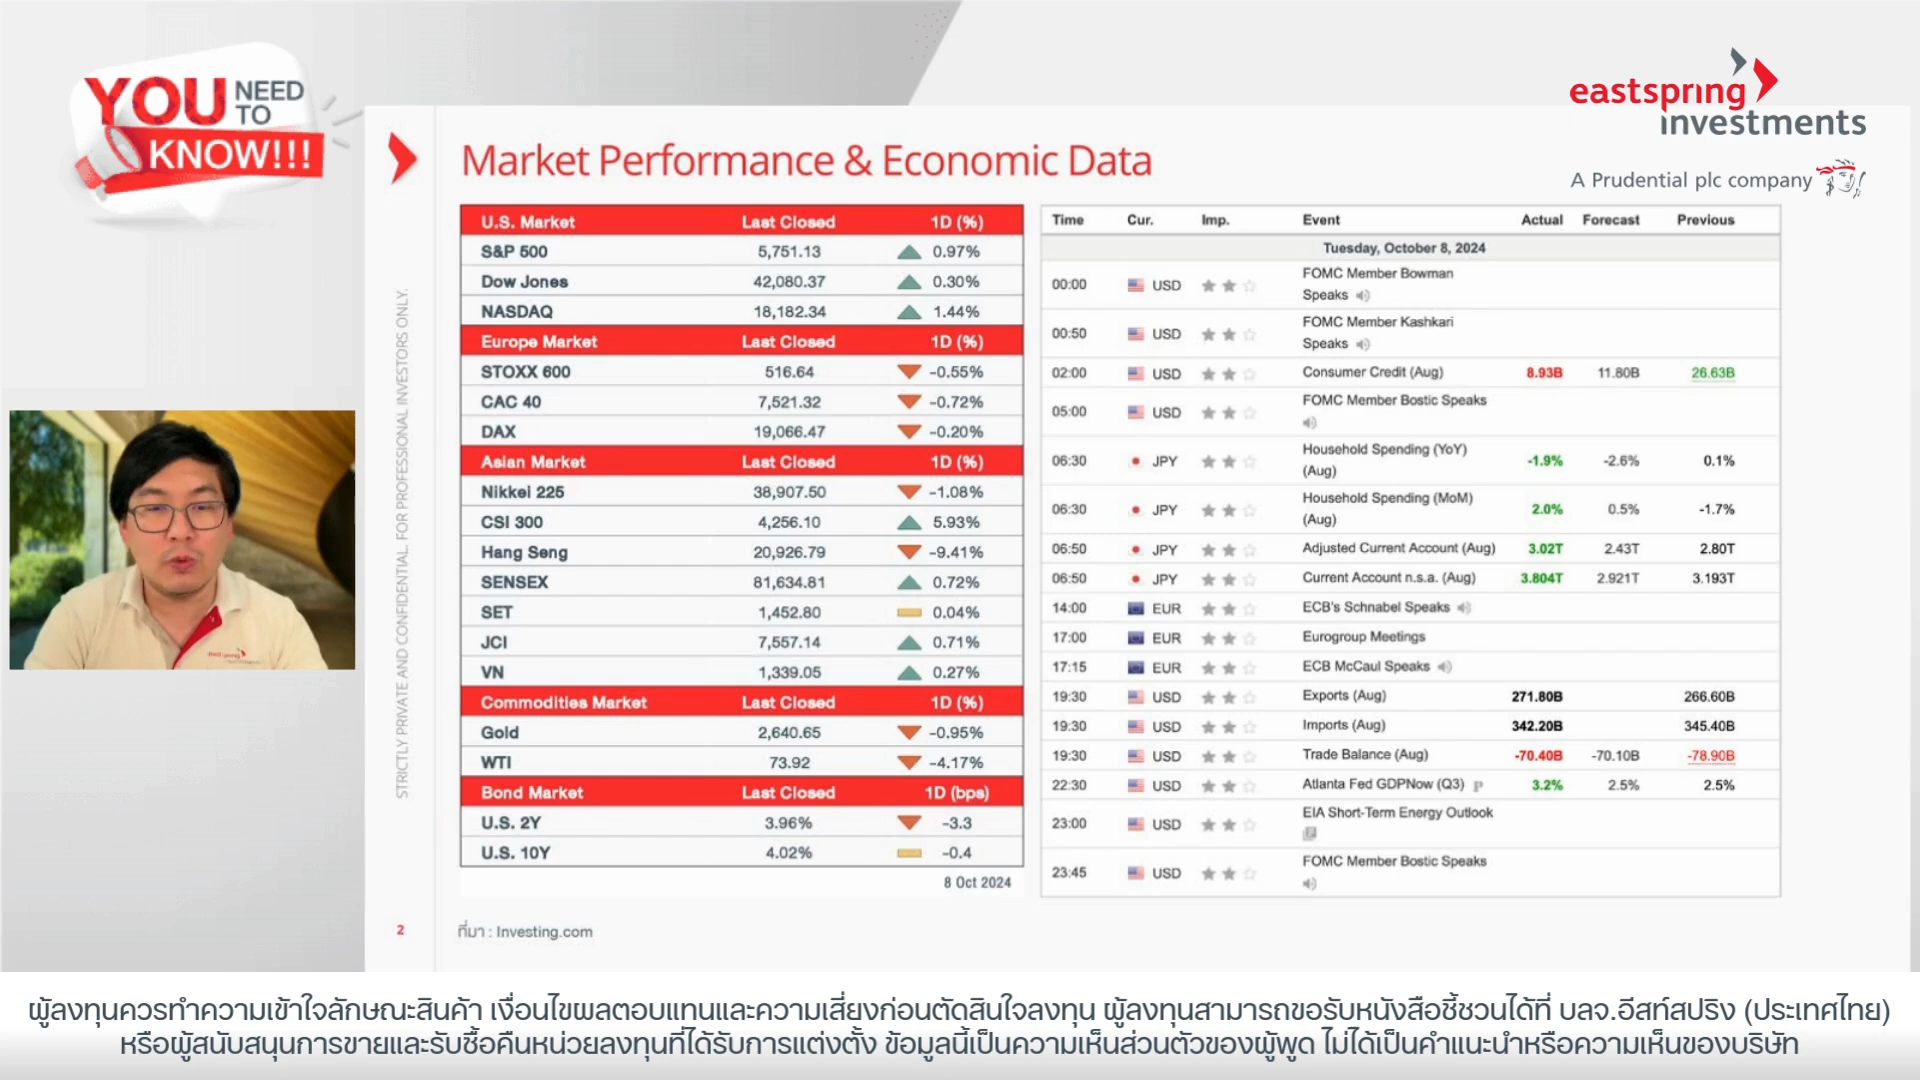 YOU NEED
TO
KNOW!!!
eastspring
investments
A Prudential plc company
Market Performance & Economic Data
STRICTLY PRIVATE AND CONFIDENTIAL. FOR PROFESSIONAL INVESTORS ONLY.
U.S. Market Last Closed 1D (%)
S&P 500 5,751.13 0.97%
Dow Jones 42,080.37 0.30%
NASDAQ 18,182.34 1.44%
Europe Market Last Closed 1D (%)
STOXX 600 516.64 -0.55%
CAC 40 7,521.32 -0.72%
DAX 19,066.47 -0.20%
Asian Market Last Closed 1D (%)
Nikkei 225 38,907.50 -1.08%
CSI 300 4,256.10 5.93%
Hang Seng 20,926.79 -9.41%
SENSEX 81,634.81 0.72%
SET 1,452.80 0.04%
JCI 7,557.14 0.71%
VN 1,339.05 0.27%
Commodities Market Last Closed 1D (%)
Gold 2,640.65 -0.95%
WTI 73.92 -4.17%
Bond Market Last Closed 1D (bps)
U.S. 2Y 3.96% -3.3
U.S. 10Y 4.02% -0.4
8 Oct 2024
Time Cur. Imp. Event Actual Forecast Previous
Tuesday, October 8, 2024
00:00 USD FOMC Member Bowman
Speaks
00:50 USD FOMC Member Kashkari
Speaks
02:00 USD Consumer Credit (Aug) 8.93B 11.80B 26.63B
05:00 USD FOMC Member Bostic Speaks
06:30 JPY Household Spending (YoY)
(Aug) -1.9% -2.6% 0.1%
06:30 JPY Household Spending (MoM)
(Aug) 2.0% 0.5% -1.7%
06:50 JPY Adjusted Current Account (Aug) 3.02T 2.43T 2.80T
06:50 JPY Current Account n.s.a. (Aug) 3.804T 2.921T 3.193T
14:00 EUR ECB's Schnabel Speaks
17:00 EUR Eurogroup Meetings
17:15 EUR ECB McCaul Speaks
19:30 USD Exports (Aug) 271.80B 266.60B
19:30 USD Imports (Aug) 342.20B 345.40B
19:30 USD Trade Balance (Aug) -70.40B -70.10B -78.90B
22:30 USD Atlanta Fed GDPNow (Q3) P 3.2% 2.5% 2.5%
23:00 USD EIA Short-Term Energy Outlook
23:45 USD FOMC Member Bostic Speaks
2
ที่มา : Investing.com
ผู้ลงทุนควรทำความเข้าใจลักษณะสินค้า เงื่อนไขผลตอบแทนและความเสี่ยงก่อนตัดสินใจลงทุน ผู้ลงทุนสามารถขอรับหนังสือชี้ชวนได้ที่ บลจ.อีสท์สปริง (ประเทศไทย)
หรือผู้สนับสนุนการขายและรับซื้อคืนหน่วยลงทุนที่ได้รับการแต่งตั้ง ข้อมูลนี้เป็นความเห็นส่วนตัวของผู้พูด ไม่ได้เป็นคำแนะนำหรือความเห็นของบริษัท